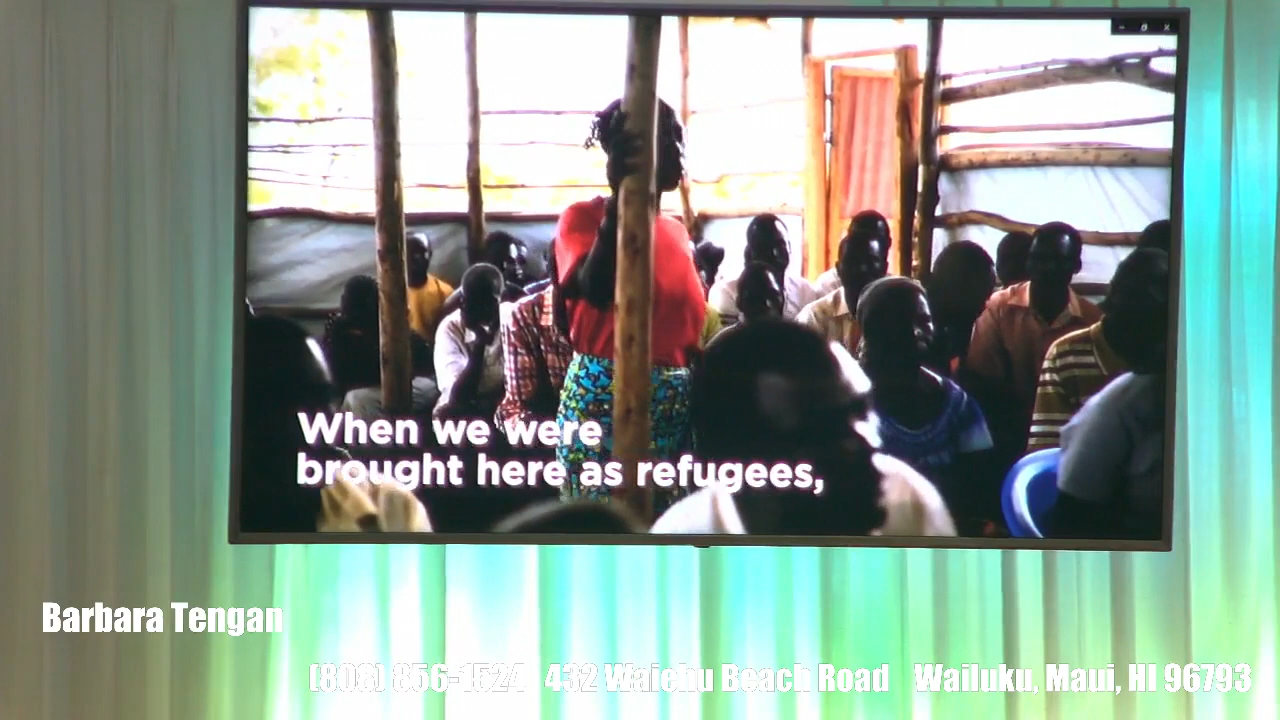 When we were
brought here as refugees,
Barbara Tengan
(808) 856-1524 432 Waiehu Beach Road Wailuku, Maui, HI 96793